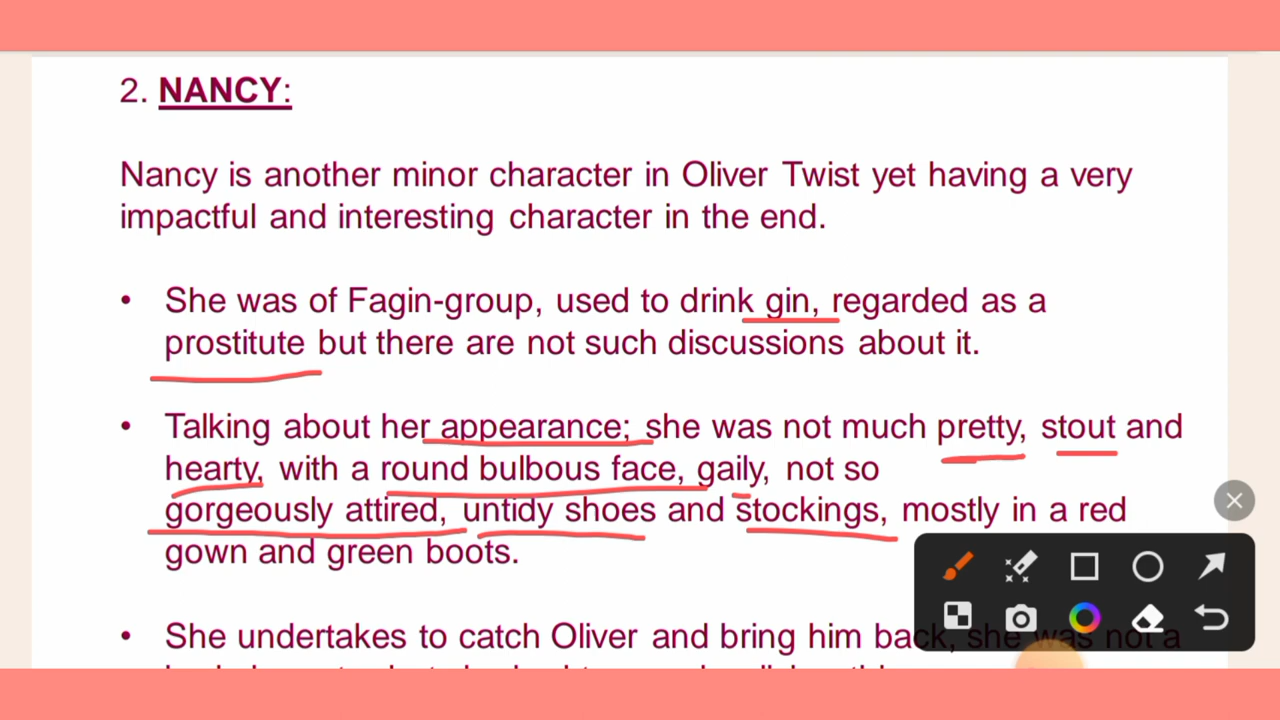 2. NANCY:
Nancy is another minor character in Oliver Twist yet having a very
impactful and interesting character in the end.
• She was of Fagin-group, used to drink gin, regarded as a
prostitute but there are not such discussions about it.
• Talking about her appearance; she was not much pretty, stout and
hearty, with a round bulbous face, gaily, not so
gorgeously attired, untidy shoes and stockings, mostly in a red
gown and green boots.
• She undertakes to catch Oliver and bring him back, she was not a